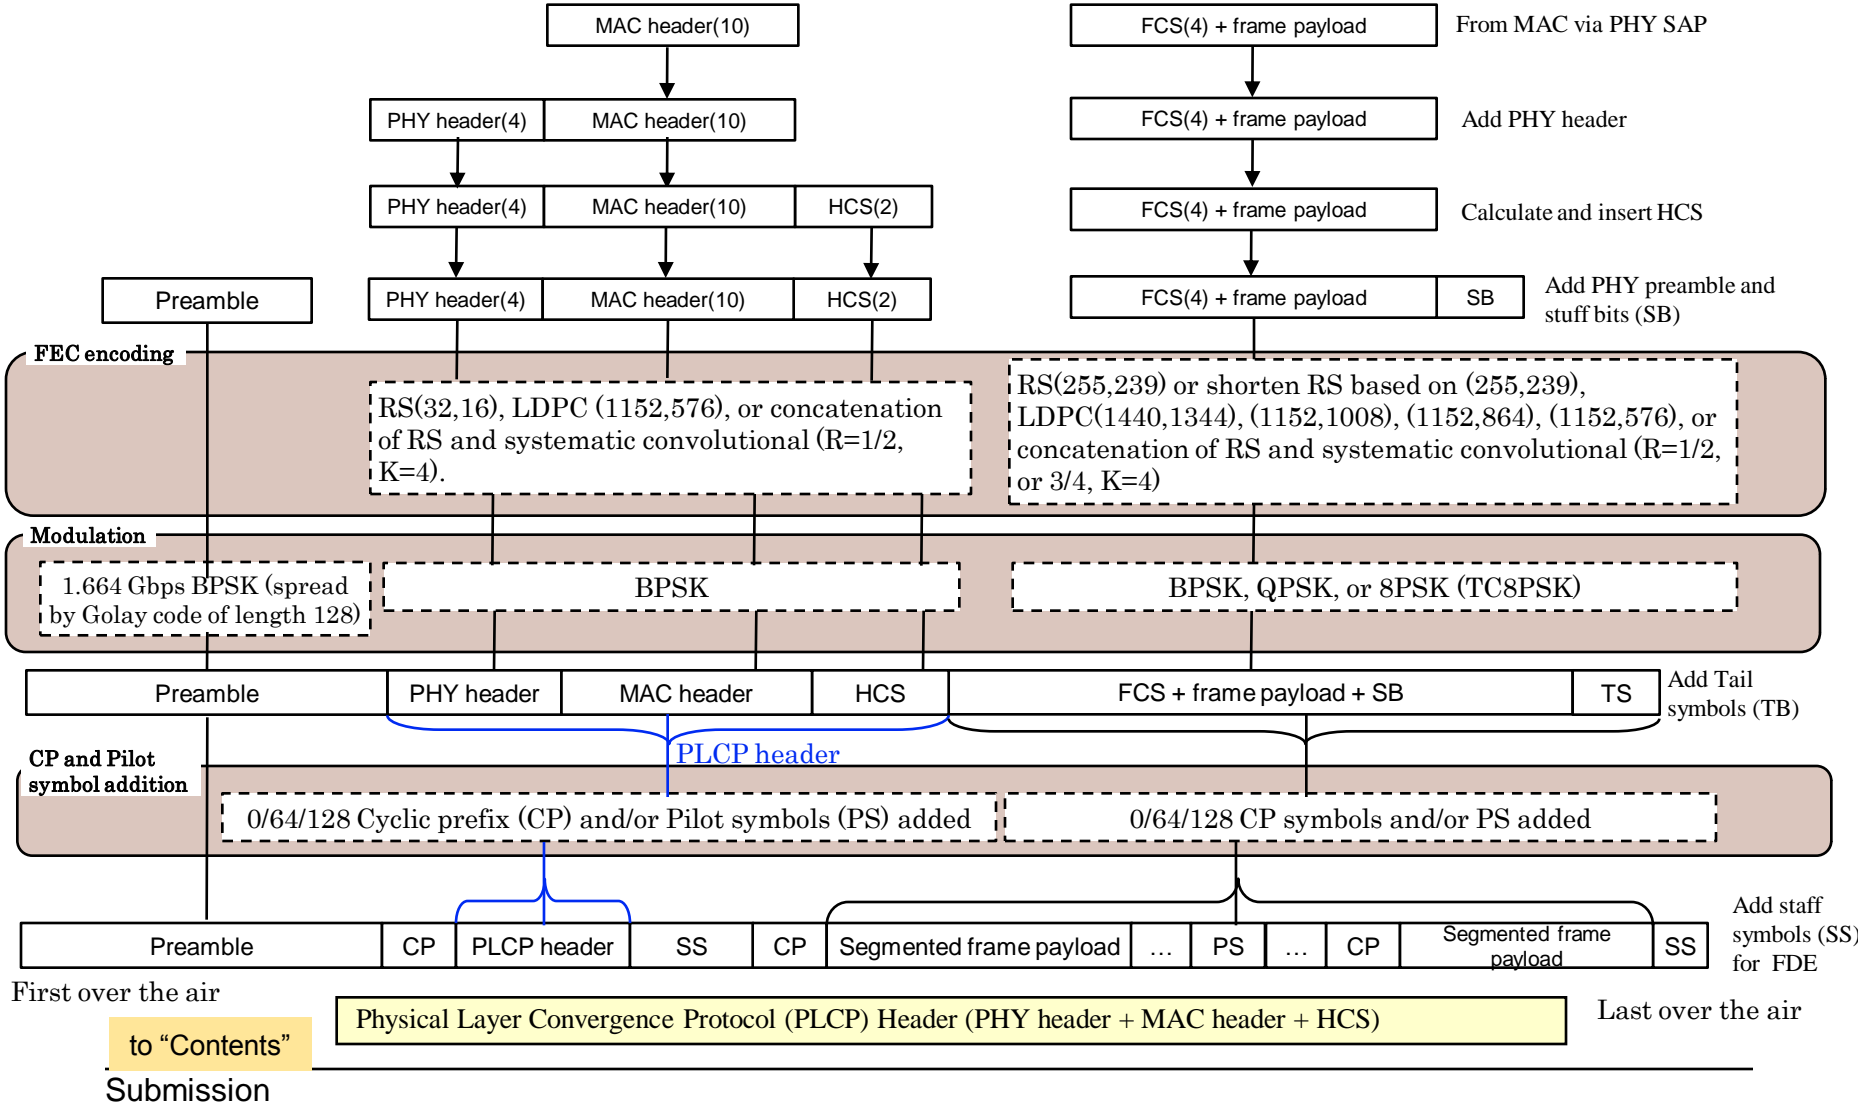 MAC header(10)
FCS(4) + frame payload
From MAC via PHY SAP
PHY header(4)
MAC header(10)
FCS(4) + frame payload
Add PHY header
PHY header(4)
MAC header(10)
HCS(2)
FCS(4) + frame payload
Calculate and insert HCS
Preamble
PHY header(4)
MAC header(10)
HCS(2)
FCS(4) + frame payload
SB
Add PHY preamble and
stuff bits (SB)
FEC encoding
RS(32,16), LDPC (1152,576), or concatenation
of RS and systematic convolutional (R=1/2,
K=4).
RS(255,239) or shorten RS based on (255,239),
LDPC(1440,1344), (1152,1008), (1152,864), (1152,576), or
concatenation of RS and systematic convolutional (R=1/2,
or 3/4, K=4)
Modulation
1.664 Gbps BPSK (spread
by Golay code of length 128)
BPSK
BPSK, QPSK, or 8PSK (TC8PSK)
Preamble
PHY header
MAC header
HCS
FCS + frame payload + SB
TS
Add Tail
symbols (TB)
PLCP header
CP and Pilot
symbol addition
0/64/128 Cyclic prefix (CP) and/or Pilot symbols (PS) added
0/64/128 CP symbols and/or PS added
Preamble
CP
PLCP header
SS
CP
Segmented frame payload
…
PS
…
CP
Segmented frame
payload
SS
Add staff
symbols (SS)
for FDE
First over the air
Last over the air
Physical Layer Convergence Protocol (PLCP) Header (PHY header + MAC header + HCS)
to “Contents”
Submission